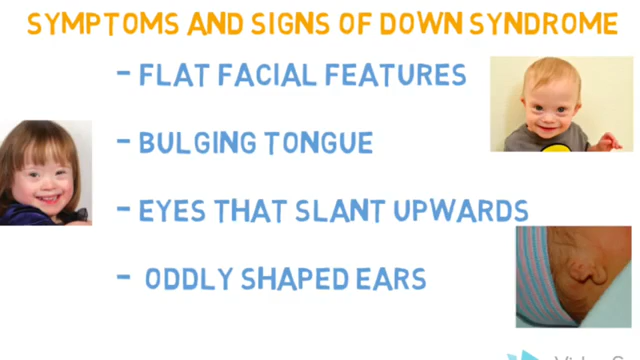 SYMPTOMS AND SIGNS OF DOWN SYNDROME
- FLAT FACIAL FEATURES
- BULGING TONGUE
- EYES THAT SLANT UPWARDS
- ODDLY SHAPED EARS